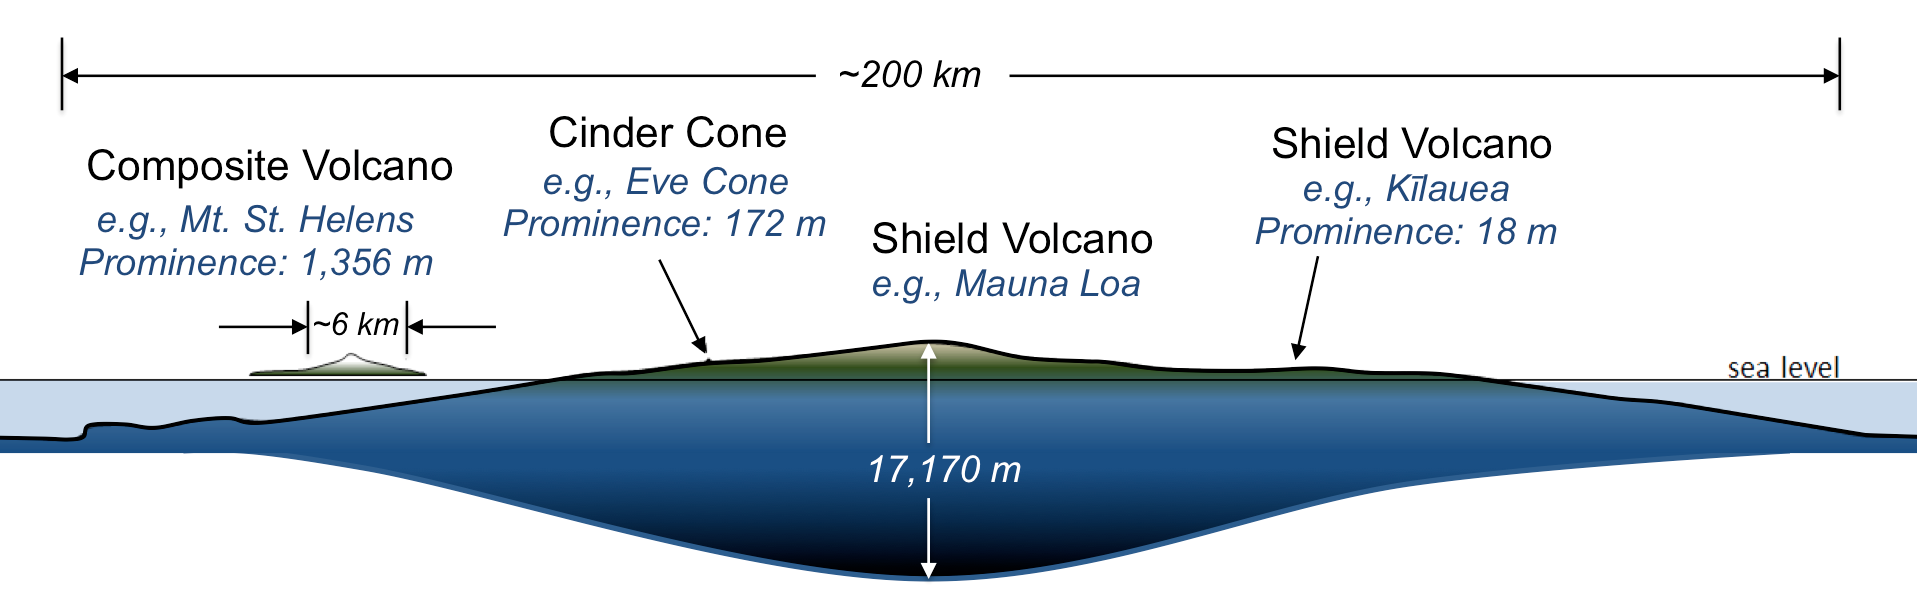 ~200 km
Composite Volcano
e.g., Mt. St. Helens
Prominence: 1,356 m
~6 km
Cinder Cone
e.g., Eve Cone
Prominence: 172 m
Shield Volcano
e.g., Mauna Loa
Shield Volcano
e.g., Kīlauea
Prominence: 18 m
sea level
17,170 m